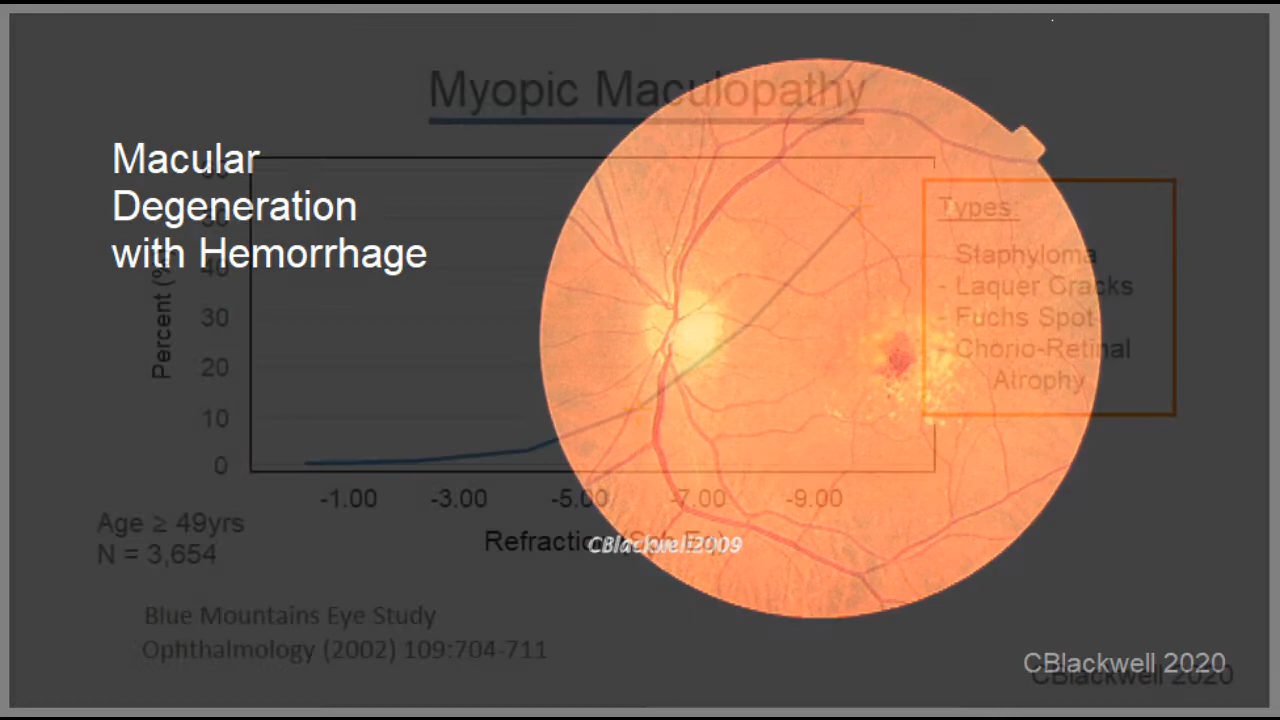 Myopic Maculopathy
Macular
Degeneration
with Hemorrhage
Percent (%)
50
40
30
20
10
0
-1.00 -3.00 -5.00 -7.00 -9.00
Types:
Staphyloma
- Laquer Cracks
- Fuchs Spot
- Chorio-Retinal
Atrophy
Age ≥ 49yrs
N = 3,654
CBlackwell2009
Blue Mountains Eye Study
Ophthalmology (2002) 109:704-711
CBlackwell 2020
CBlackwell 2020